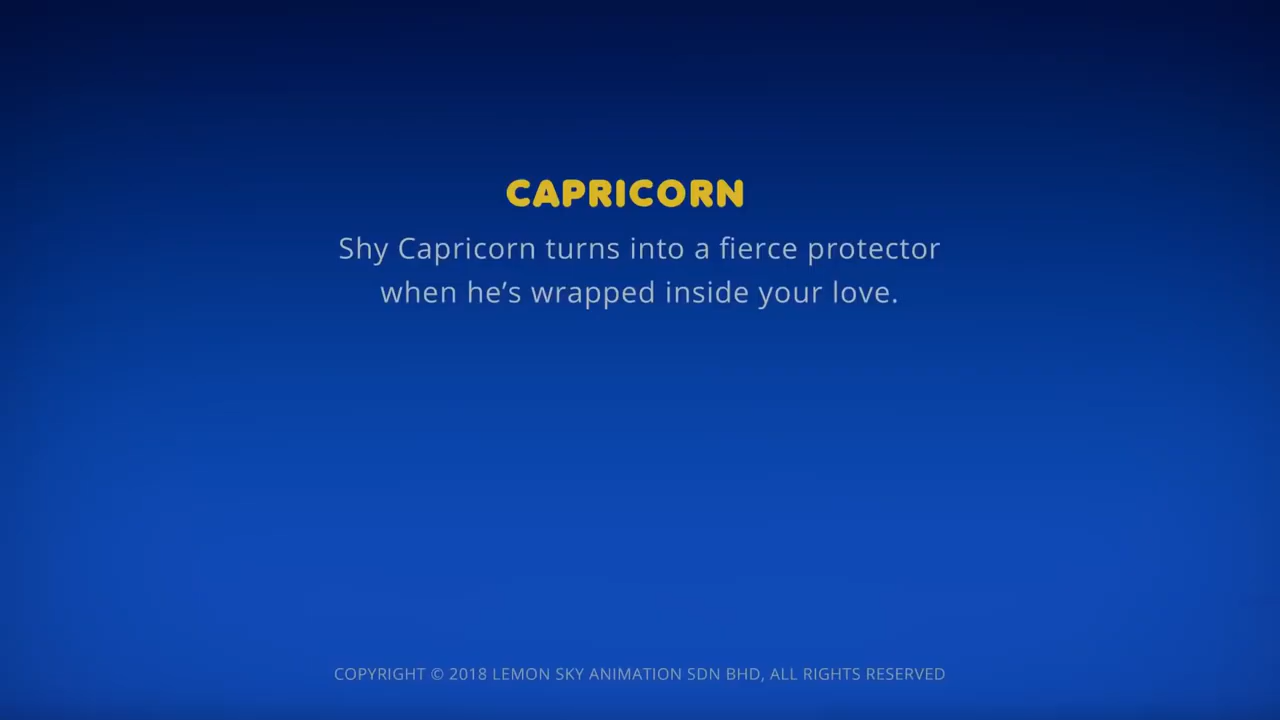 CAPRICORN
Shy Capricorn turns into a fierce protector
when he’s wrapped inside your love.
COPYRIGHT © 2018 LEMON SKY ANIMATION SDN BHD, ALL RIGHTS RESERVED